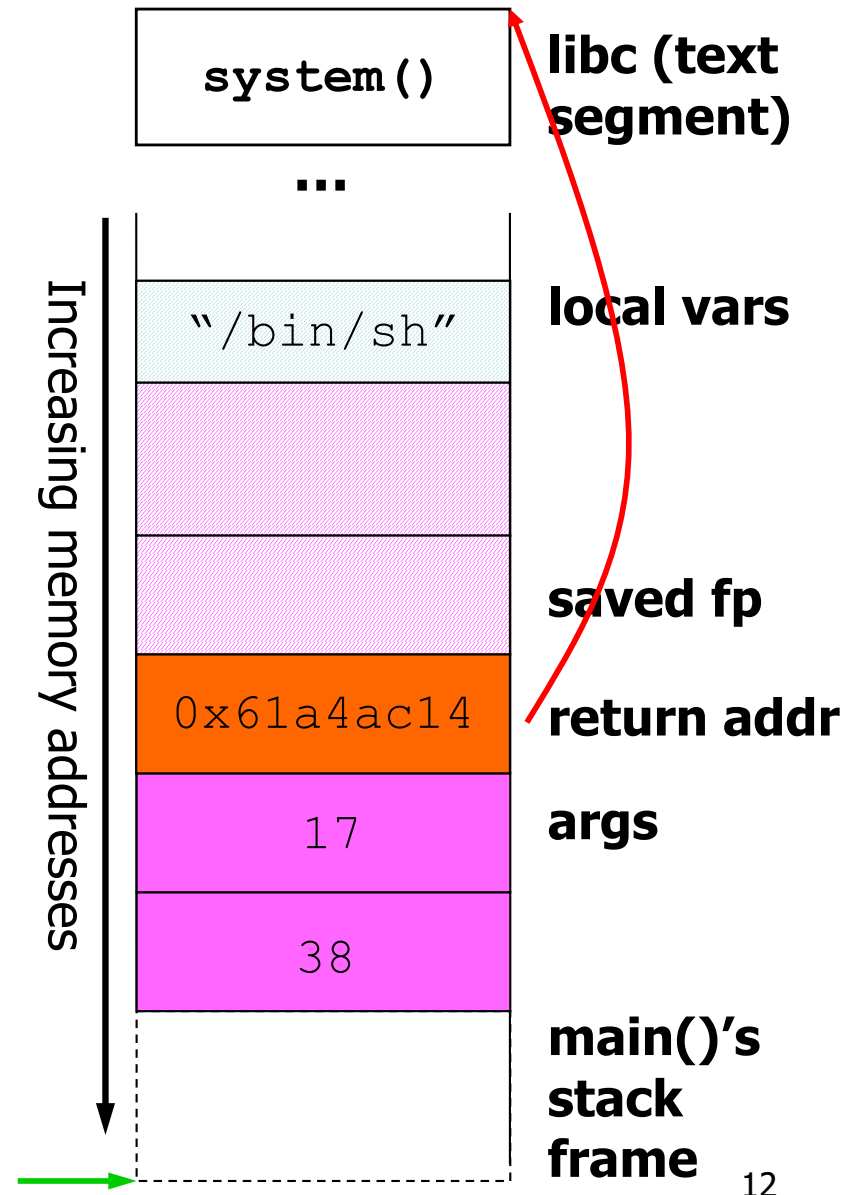 system()
libc (text
segment)
...
Increasing memory addresses
“/bin/sh”
local vars
saved fp
0x61a4ac14
return addr
17
args
38
main()’s
stack
frame
12